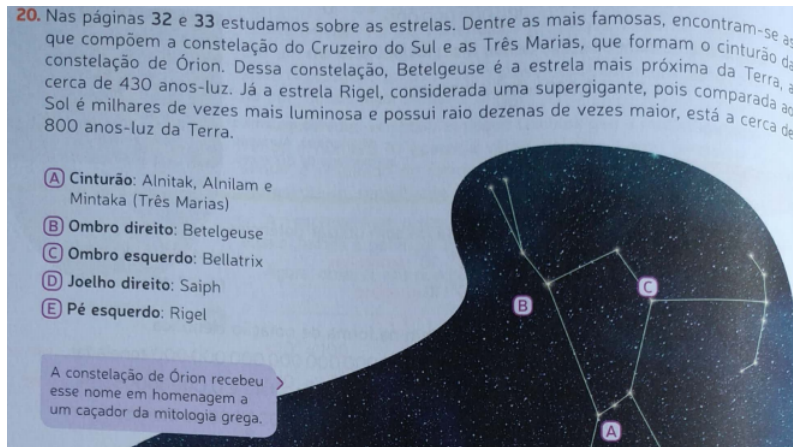 20. Nas páginas 32 e 33 estudamos sobre as estrelas. Dentre as mais famosas, encontram-se as
que compõem a constelação do Cruzeiro do Sul e as Três Marias, que formam o cinturão da
constelação de Órion. Dessa constelação, Betelgeuse é a estrela mais próxima da Terra, a
cerca de 430 anos-luz. Já a estrela Rigel, considerada uma supergigante, pois comparada ao
Sol é milhares de vezes mais luminosa e possui raio dezenas de vezes maior, está a cerca de
800 anos-luz da Terra.
A Cinturão: Alnitak, Alnilam e
Mintaka (Três Marias)
B Ombro direito: Betelgeuse
C Ombro esquerdo: Bellatrix
D Joelho direito: Saiph
E Pé esquerdo: Rigel
A constelação de Órion recebeu
esse nome em homenagem a
um caçador da mitologia grega.
B
C
A